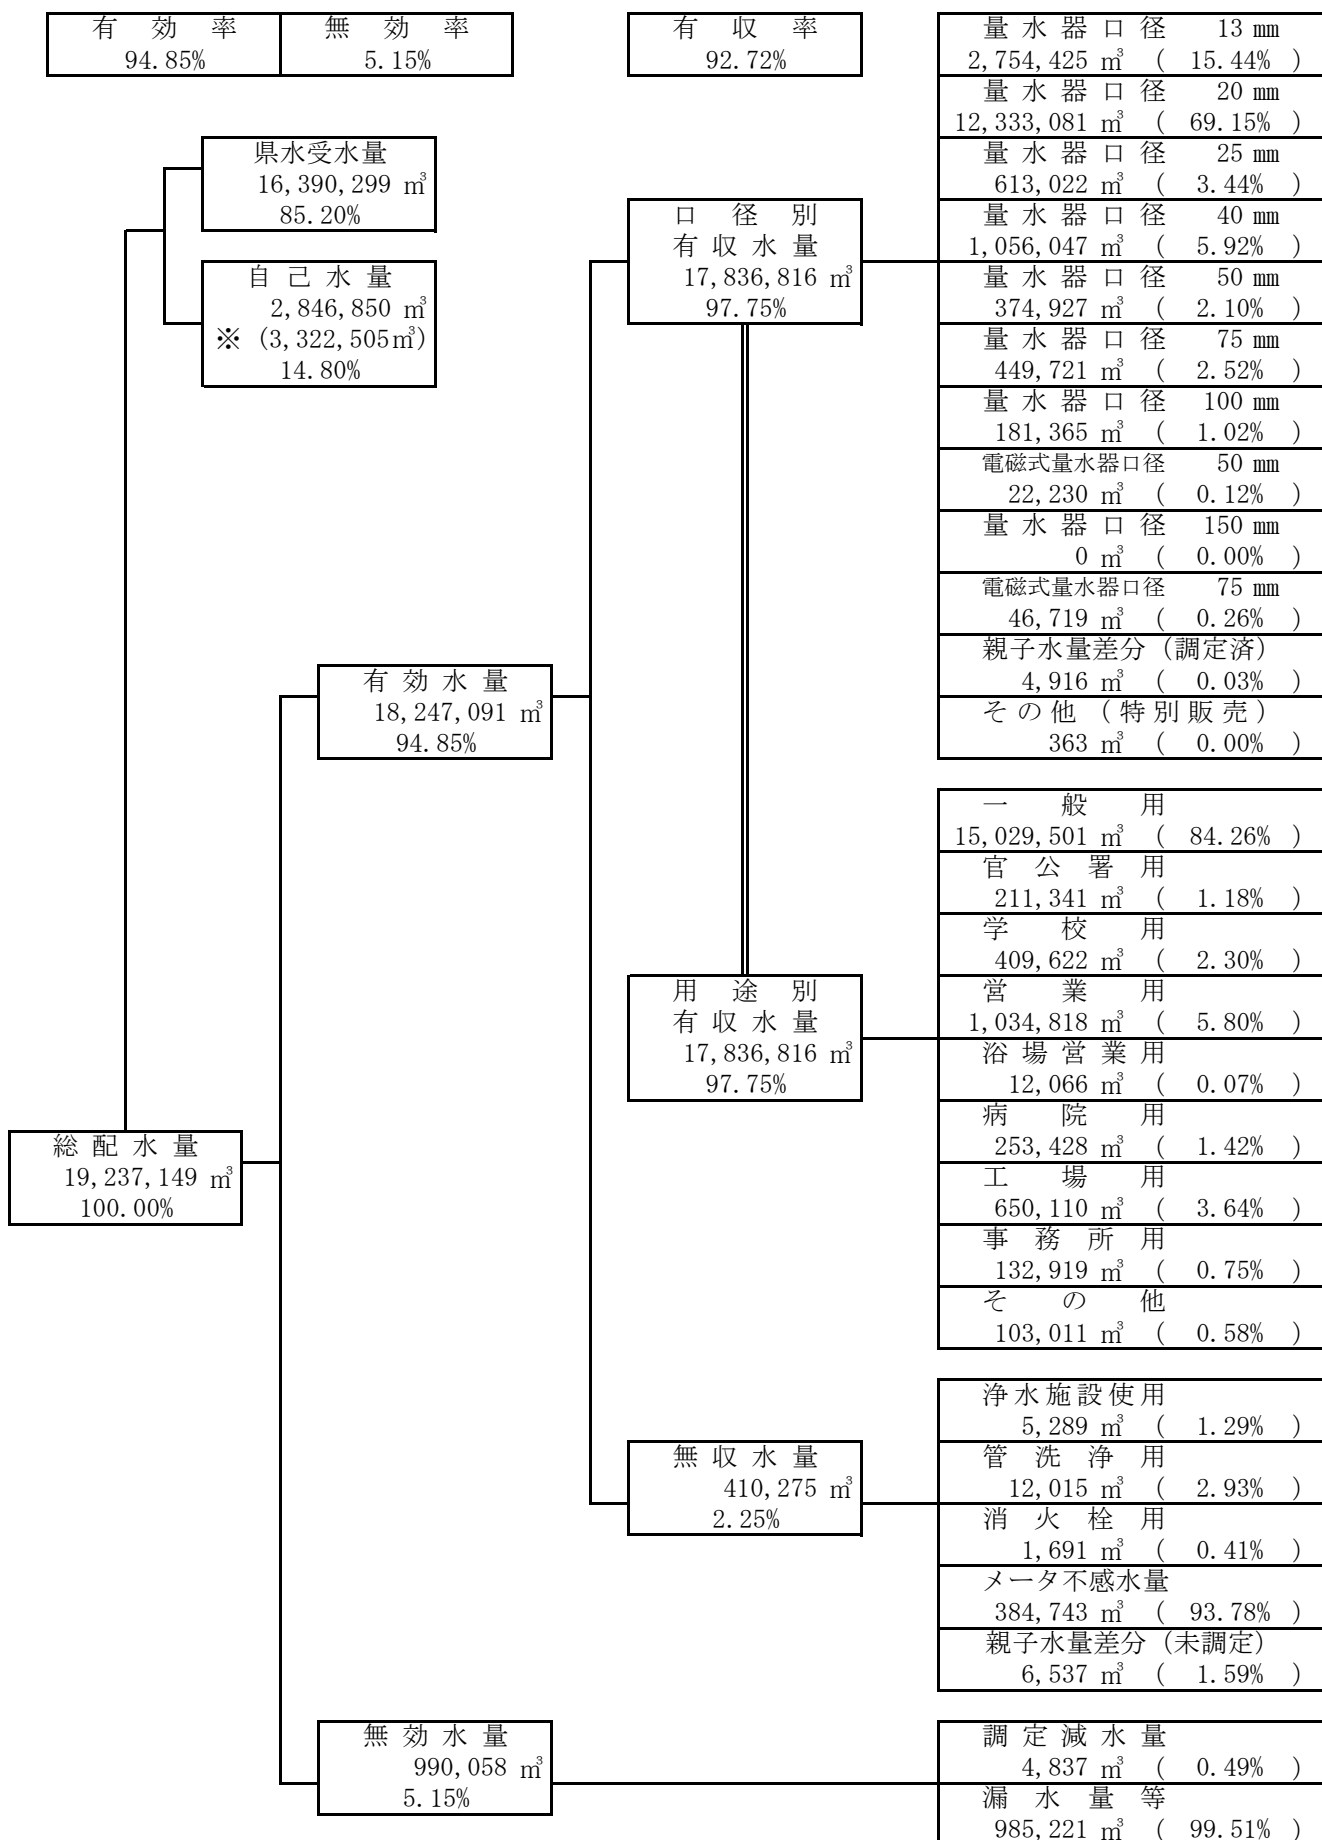 有効率
94.85%
無効率
5.15%
有収率
92.72%
県水受水量
16,390,299 ㎥
85.20%
自己水量
2,846,850 ㎥
※（3,322,505㎥）
14.80%
総配水量
19,237,149 ㎥
100.00%
有効水量
18,247,091 ㎥
94.85%
無効水量
990,058 ㎥
5.15%
口径別
有収水量
17,836,816 ㎥
97.75%
用途別
有収水量
17,836,816 ㎥
97.75%
無収水量
410,275 ㎥
2.25%
量水器口径 13 ㎜
2,754,425 ㎥ （ 15.44% ）
量水器口径 20 ㎜
12,333,081 ㎥ （ 69.15% ）
量水器口径 25 ㎜
613,022 ㎥ （ 3.44% ）
量水器口径 40 ㎜
1,056,047 ㎥ （ 5.92% ）
量水器口径 50 ㎜
374,927 ㎥ （ 2.10% ）
量水器口径 75 ㎜
449,721 ㎥ （ 2.52% ）
量水器口径 100 ㎜
181,365 ㎥ （ 1.02% ）
電磁式量水器口径 50 ㎜
22,230 ㎥ （ 0.12% ）
量水器口径 150 ㎜
0 ㎥ （ 0.00% ）
電磁式量水器口径 75 ㎜
46,719 ㎥ （ 0.26% ）
親子水量差分（調定済）
4,916 ㎥ （ 0.03% ）
その他（特別販売）
363 ㎥ （ 0.00% ）
一般用
15,029,501 ㎥ （ 84.26% ）
官公署用
211,341 ㎥ （ 1.18% ）
学校用
409,622 ㎥ （ 2.30% ）
営業用
1,034,818 ㎥ （ 5.80% ）
浴場営業用
12,066 ㎥ （ 0.07% ）
病院用
253,428 ㎥ （ 1.42% ）
工場用
650,110 ㎥ （ 3.64% ）
事務所用
132,919 ㎥ （ 0.75% ）
その他
103,011 ㎥ （ 0.58% ）
浄水施設使用
5,289 ㎥ （ 1.29% ）
管洗浄用
12,015 ㎥ （ 2.93% ）
消火栓用
1,691 ㎥ （ 0.41% ）
メータ不感水量
384,743 ㎥ （ 93.78% ）
親子水量差分（未調定）
6,537 ㎥ （ 1.59% ）
調定減水量
4,837 ㎥ （ 0.49% ）
漏水量等
985,221 ㎥ （ 99.51% ）